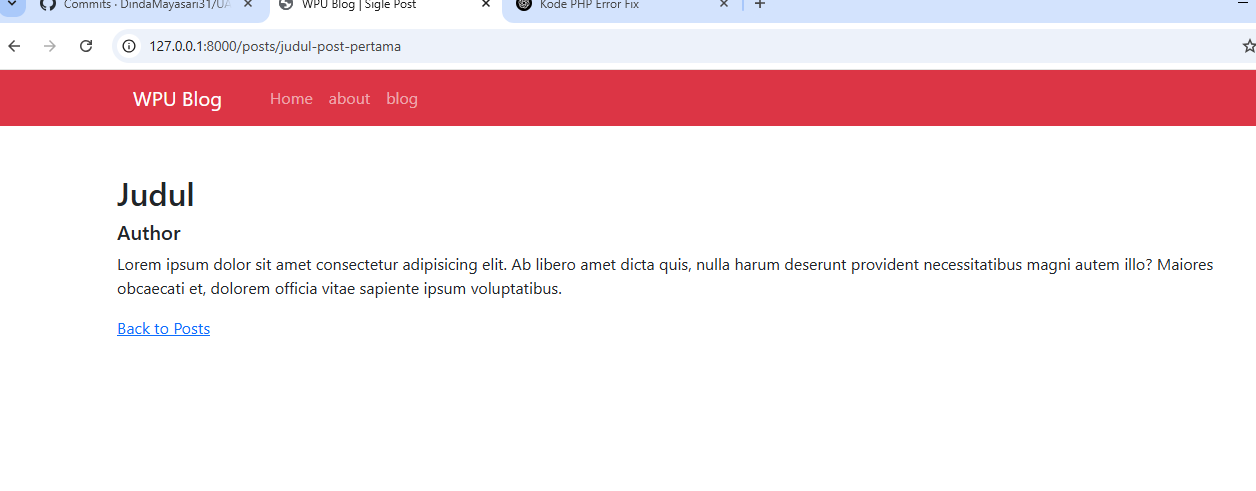 Commits · DindaMayasari31/UA
WPU Blog | Sigle Post
Kode PHP Error Fix
127.0.0.1:8000/posts/judul-post-pertama
WPU Blog Home about blog
Judul
Author
Lorem ipsum dolor sit amet consectetur adipisicing elit. Ab libero amet dicta quis, nulla harum deserunt provident necessitatibus magni autem illo? Maiores
obcaecati et, dolorem officia vitae sapiente ipsum voluptatibus.
Back to Posts